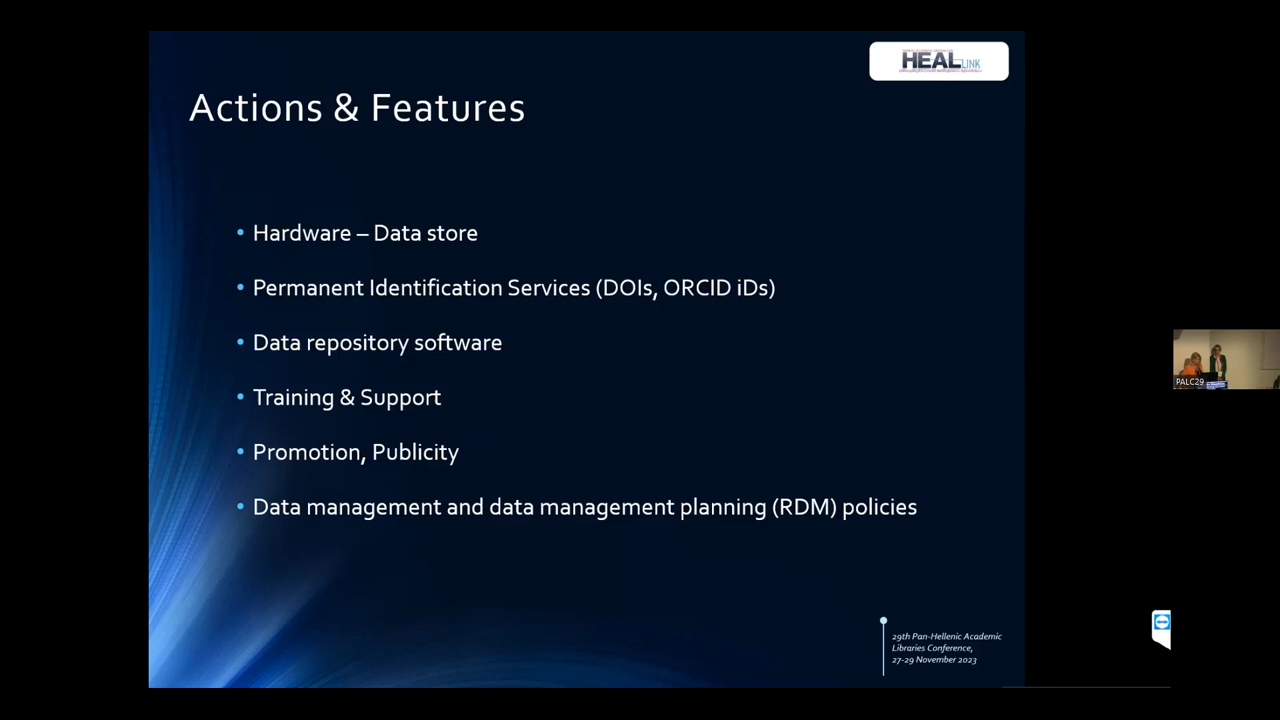 HEAL LINK
Actions & Features
• Hardware – Data store
• Permanent Identification Services (DOIs, ORCID iDs)
• Data repository software
• Training & Support
• Promotion, Publicity
• Data management and data management planning (RDM) policies
PALC29
29th Pan-Hellenic Academic
Libraries Conference,
27-29 November 2023